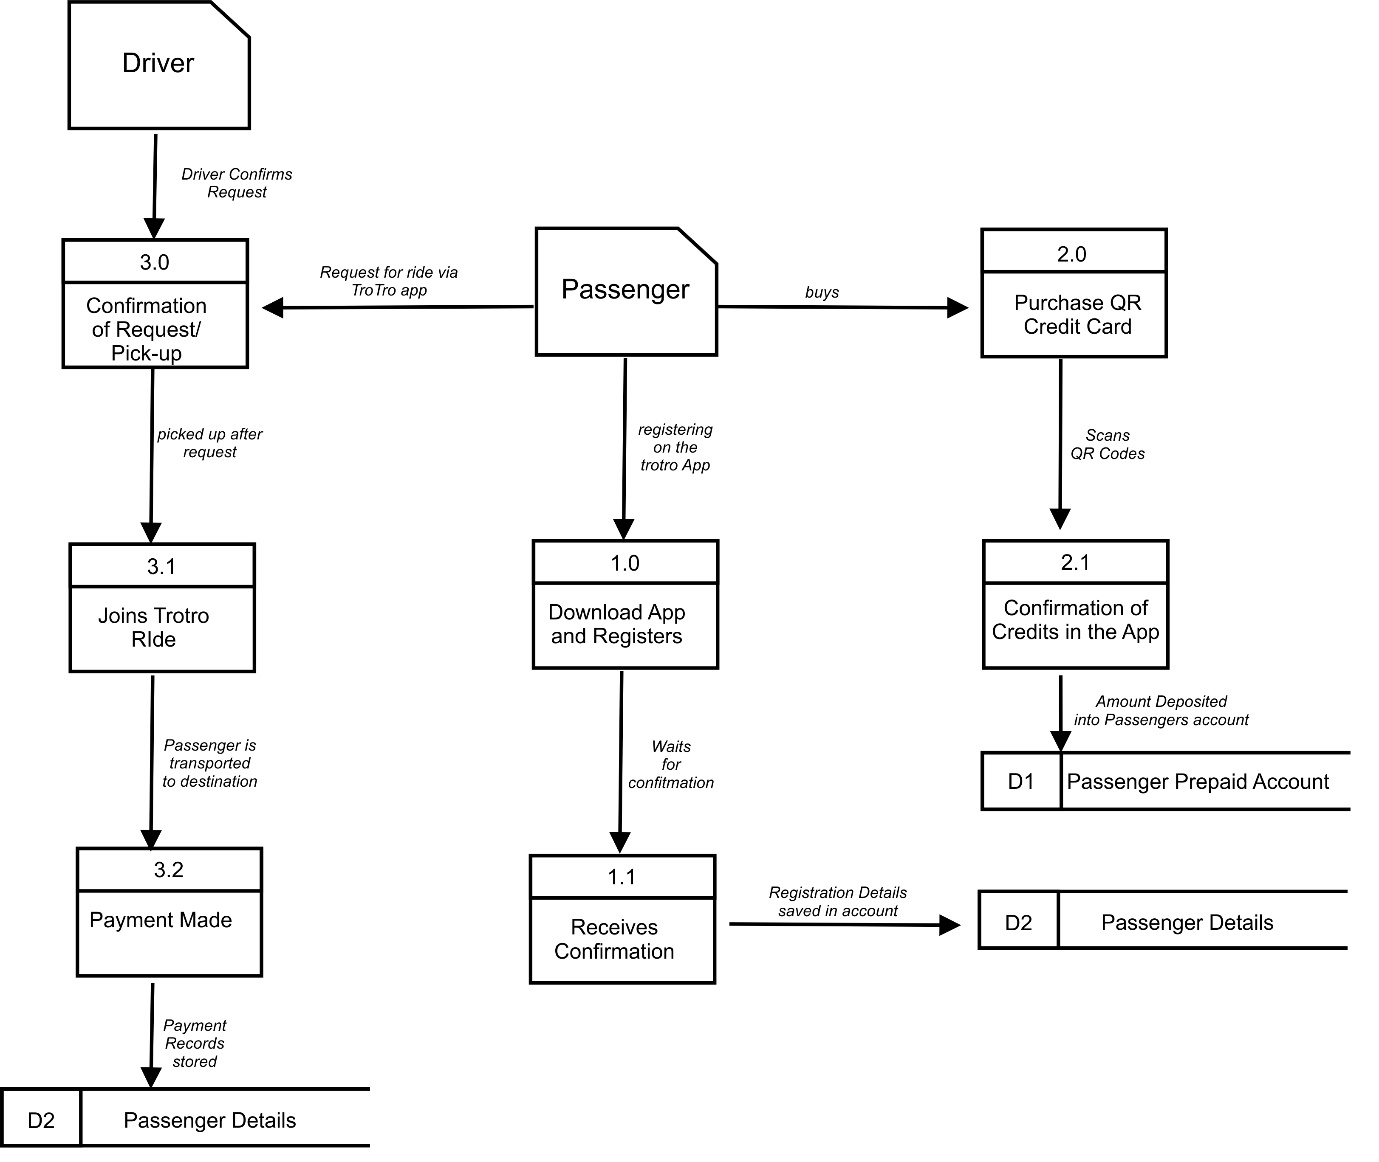 Driver
Driver Confirms
Request
3.0
Confirmation
of Request/
Pick-up
Request for ride via
TroTro app
Passenger
buys
2.0
Purchase QR
Credit Card
picked up after
request
registering
on the
trotro App
Scans
QR Codes
3.1
Joins Trotro
RIde
1.0
Download App
and Registers
2.1
Confirmation of
Credits in the App
Passenger is
transported
to destination
Waits
for
confitmation
Amount Deposited
into Passengers account
D1
Passenger Prepaid Account
3.2
Payment Made
1.1
Receives
Confirmation
Registration Details
saved in account
D2
Passenger Details
Payment
Records
stored
D2
Passenger Details